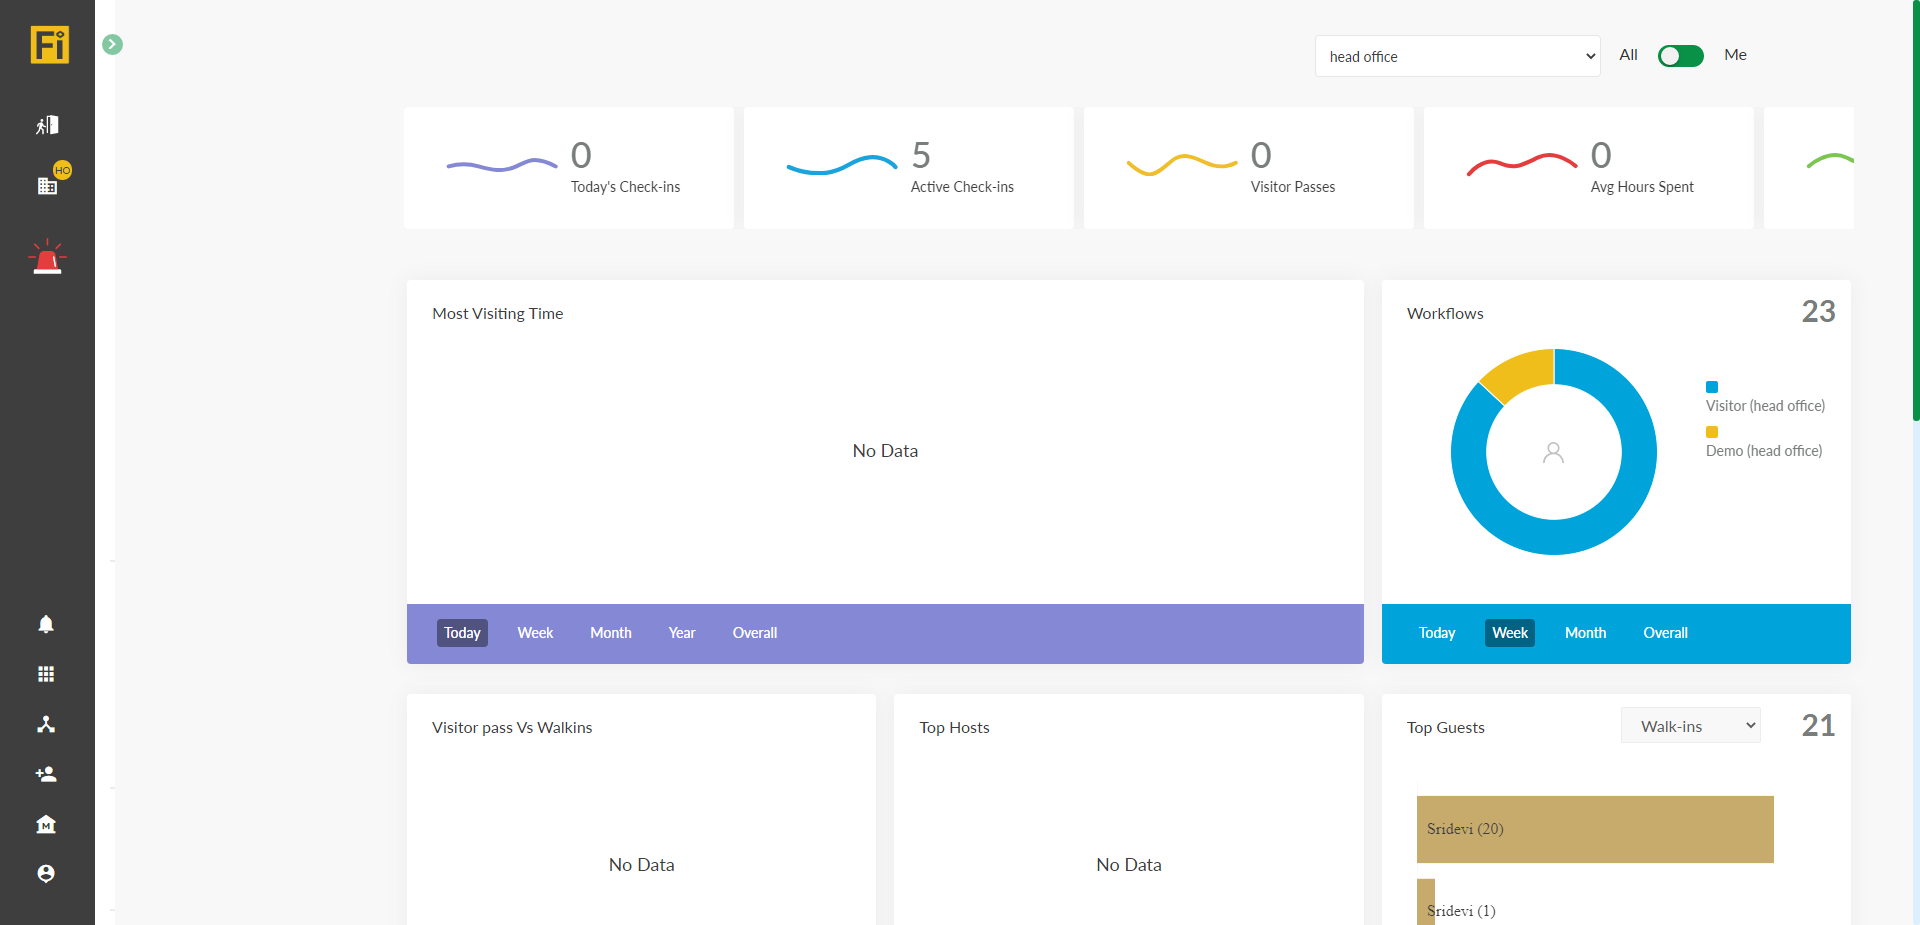 Fi
head office
All
Me
HO
0
Today's Check-ins
5
Active Check-ins
0
Visitor Passes
0
Avg Hours Spent
Most Visiting Time
No Data
Today Week Month Year Overall
Workflows
23
Visitor (head office)
Demo (head office)
Today Week Month Overall
Visitor pass Vs Walkins
No Data
Top Hosts
No Data
Top Guests
Walk-ins
21
Sridevi (20)
Sridevi (1)
M